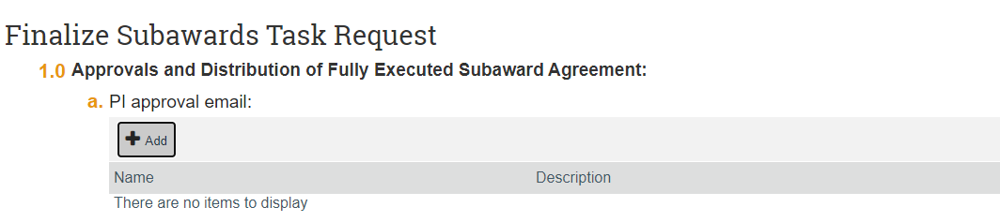 Finalize Subawards Task Request
1.0 Approvals and Distribution of Fully Executed Subaward Agreement:
a. PI approval email:
+ Add
Name Description
There are no items to display